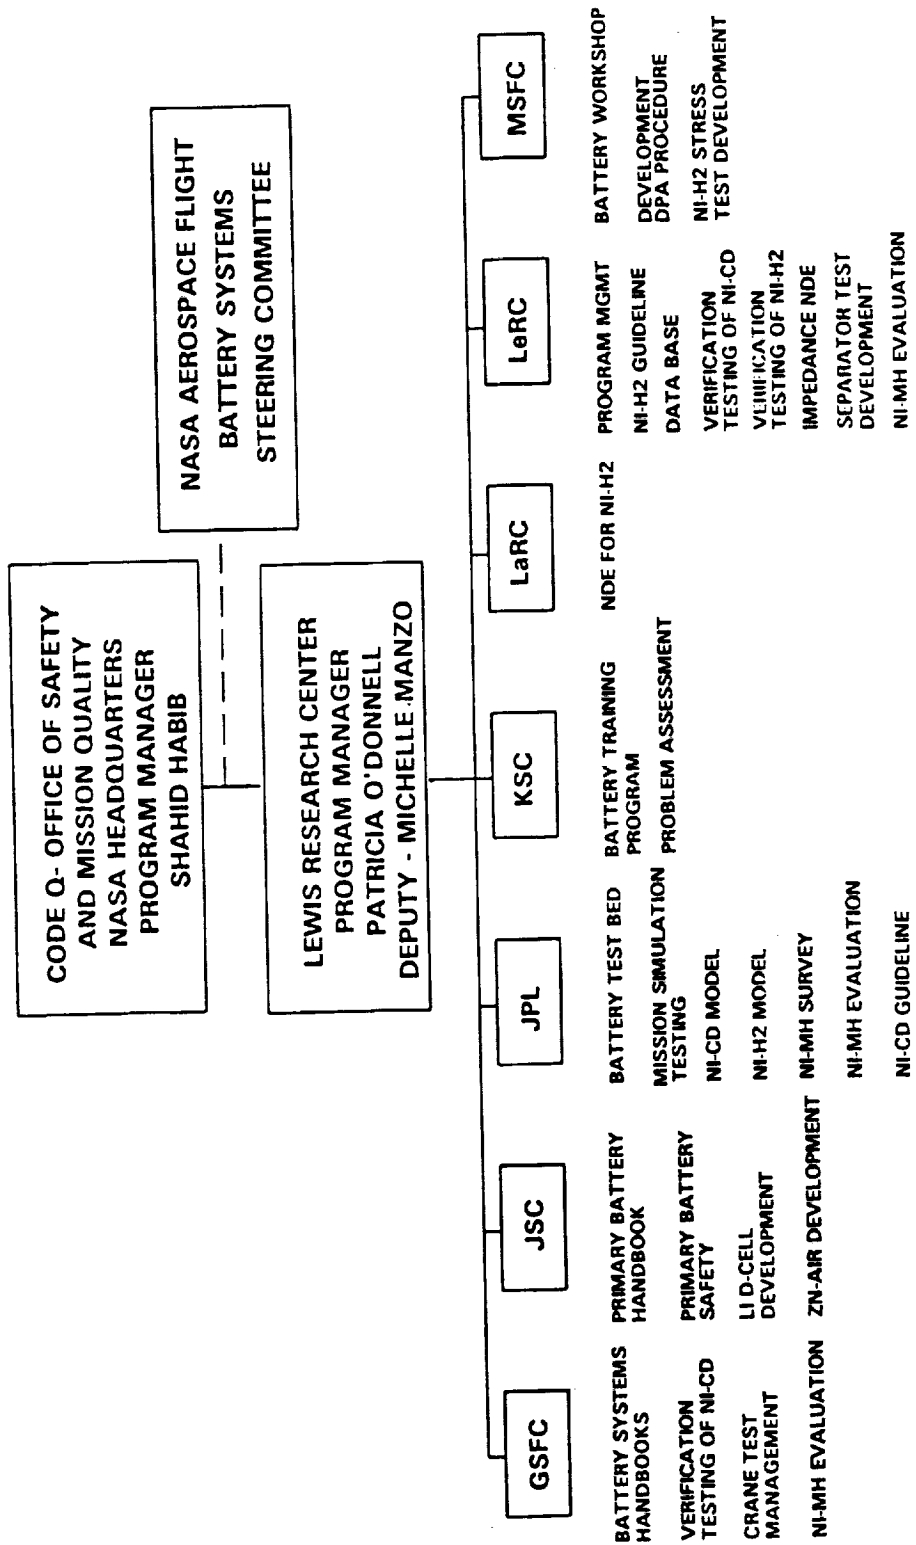 CODE Q- OFFICE OF SAFETY
AND MISSION QUALITY
NASA HEADQUARTERS
PROGRAM MANAGER
SHAHID HABIB
NASA AEROSPACE FLIGHT
BATTERY SYSTEMS
STEERING COMMITTEE
LEWIS RESEARCH CENTER
PROGRAM MANAGER
PATRICIA O'DONNELL
DEPUTY - MICHELLE MANZO
GSFC
BATTERY SYSTEMS
HANDBOOKS
VERIFICATION
TESTING OF NI-CD
CRANE TEST
MANAGEMENT
NI-MH EVALUATION
JSC
PRIMARY BATTERY
HANDBOOK
PRIMARY BATTERY
SAFETY
LI D-CELL
DEVELOPMENT
ZN-AIR DEVELOPMENT
JPL
BATTERY TEST BED
MISSION SIMULATION
TESTING
NI-CD MODEL
NI-H2 MODEL
NI-MH SURVEY
NI-MH EVALUATION
NI-CD GUIDELINE
KSC
BATTERY TRAINING
PROGRAM
PROBLEM ASSESSMENT
LaRC
NDE FOR NI-H2
LeRC
PROGRAM MGMT
NI-H2 GUIDELINE
DATA BASE
VERIFICATION
TESTING OF NI-CD
VERIFICATION
TESTING OF NI-H2
IMPEDANCE NDE
SEPARATOR TEST
DEVELOPMENT
NI-MH EVALUATION
MSFC
BATTERY WORKSHOP
DEVELOPMENT
DPA PROCEDURE
NI-H2 STRESS
TEST DEVELOPMENT